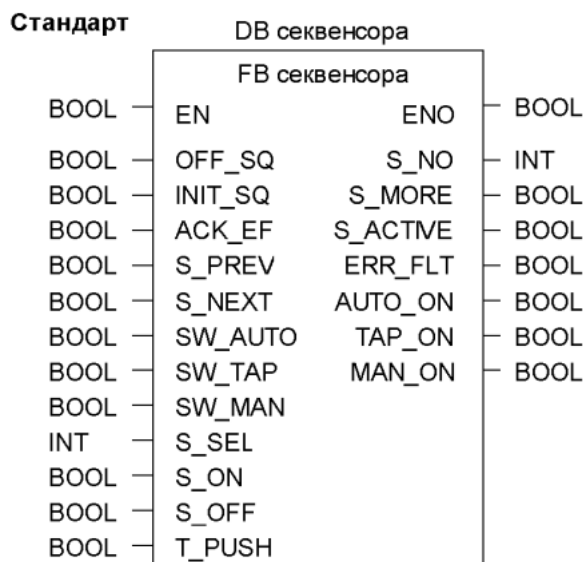 Стандарт
DB секвенсора
FB секвенсора
BOOL EN ENO BOOL
BOOL OFF_SQ S_NO INT
BOOL INIT_SQ S_MORE BOOL
BOOL ACK_EF S_ACTIVE BOOL
BOOL S_PREV ERR_FLT BOOL
BOOL S_NEXT AUTO_ON BOOL
BOOL SW_AUTO TAP_ON BOOL
BOOL SW_TAP MAN_ON BOOL
BOOL SW_MAN
INT S_SEL
BOOL S_ON
BOOL S_OFF
BOOL T_PUSH